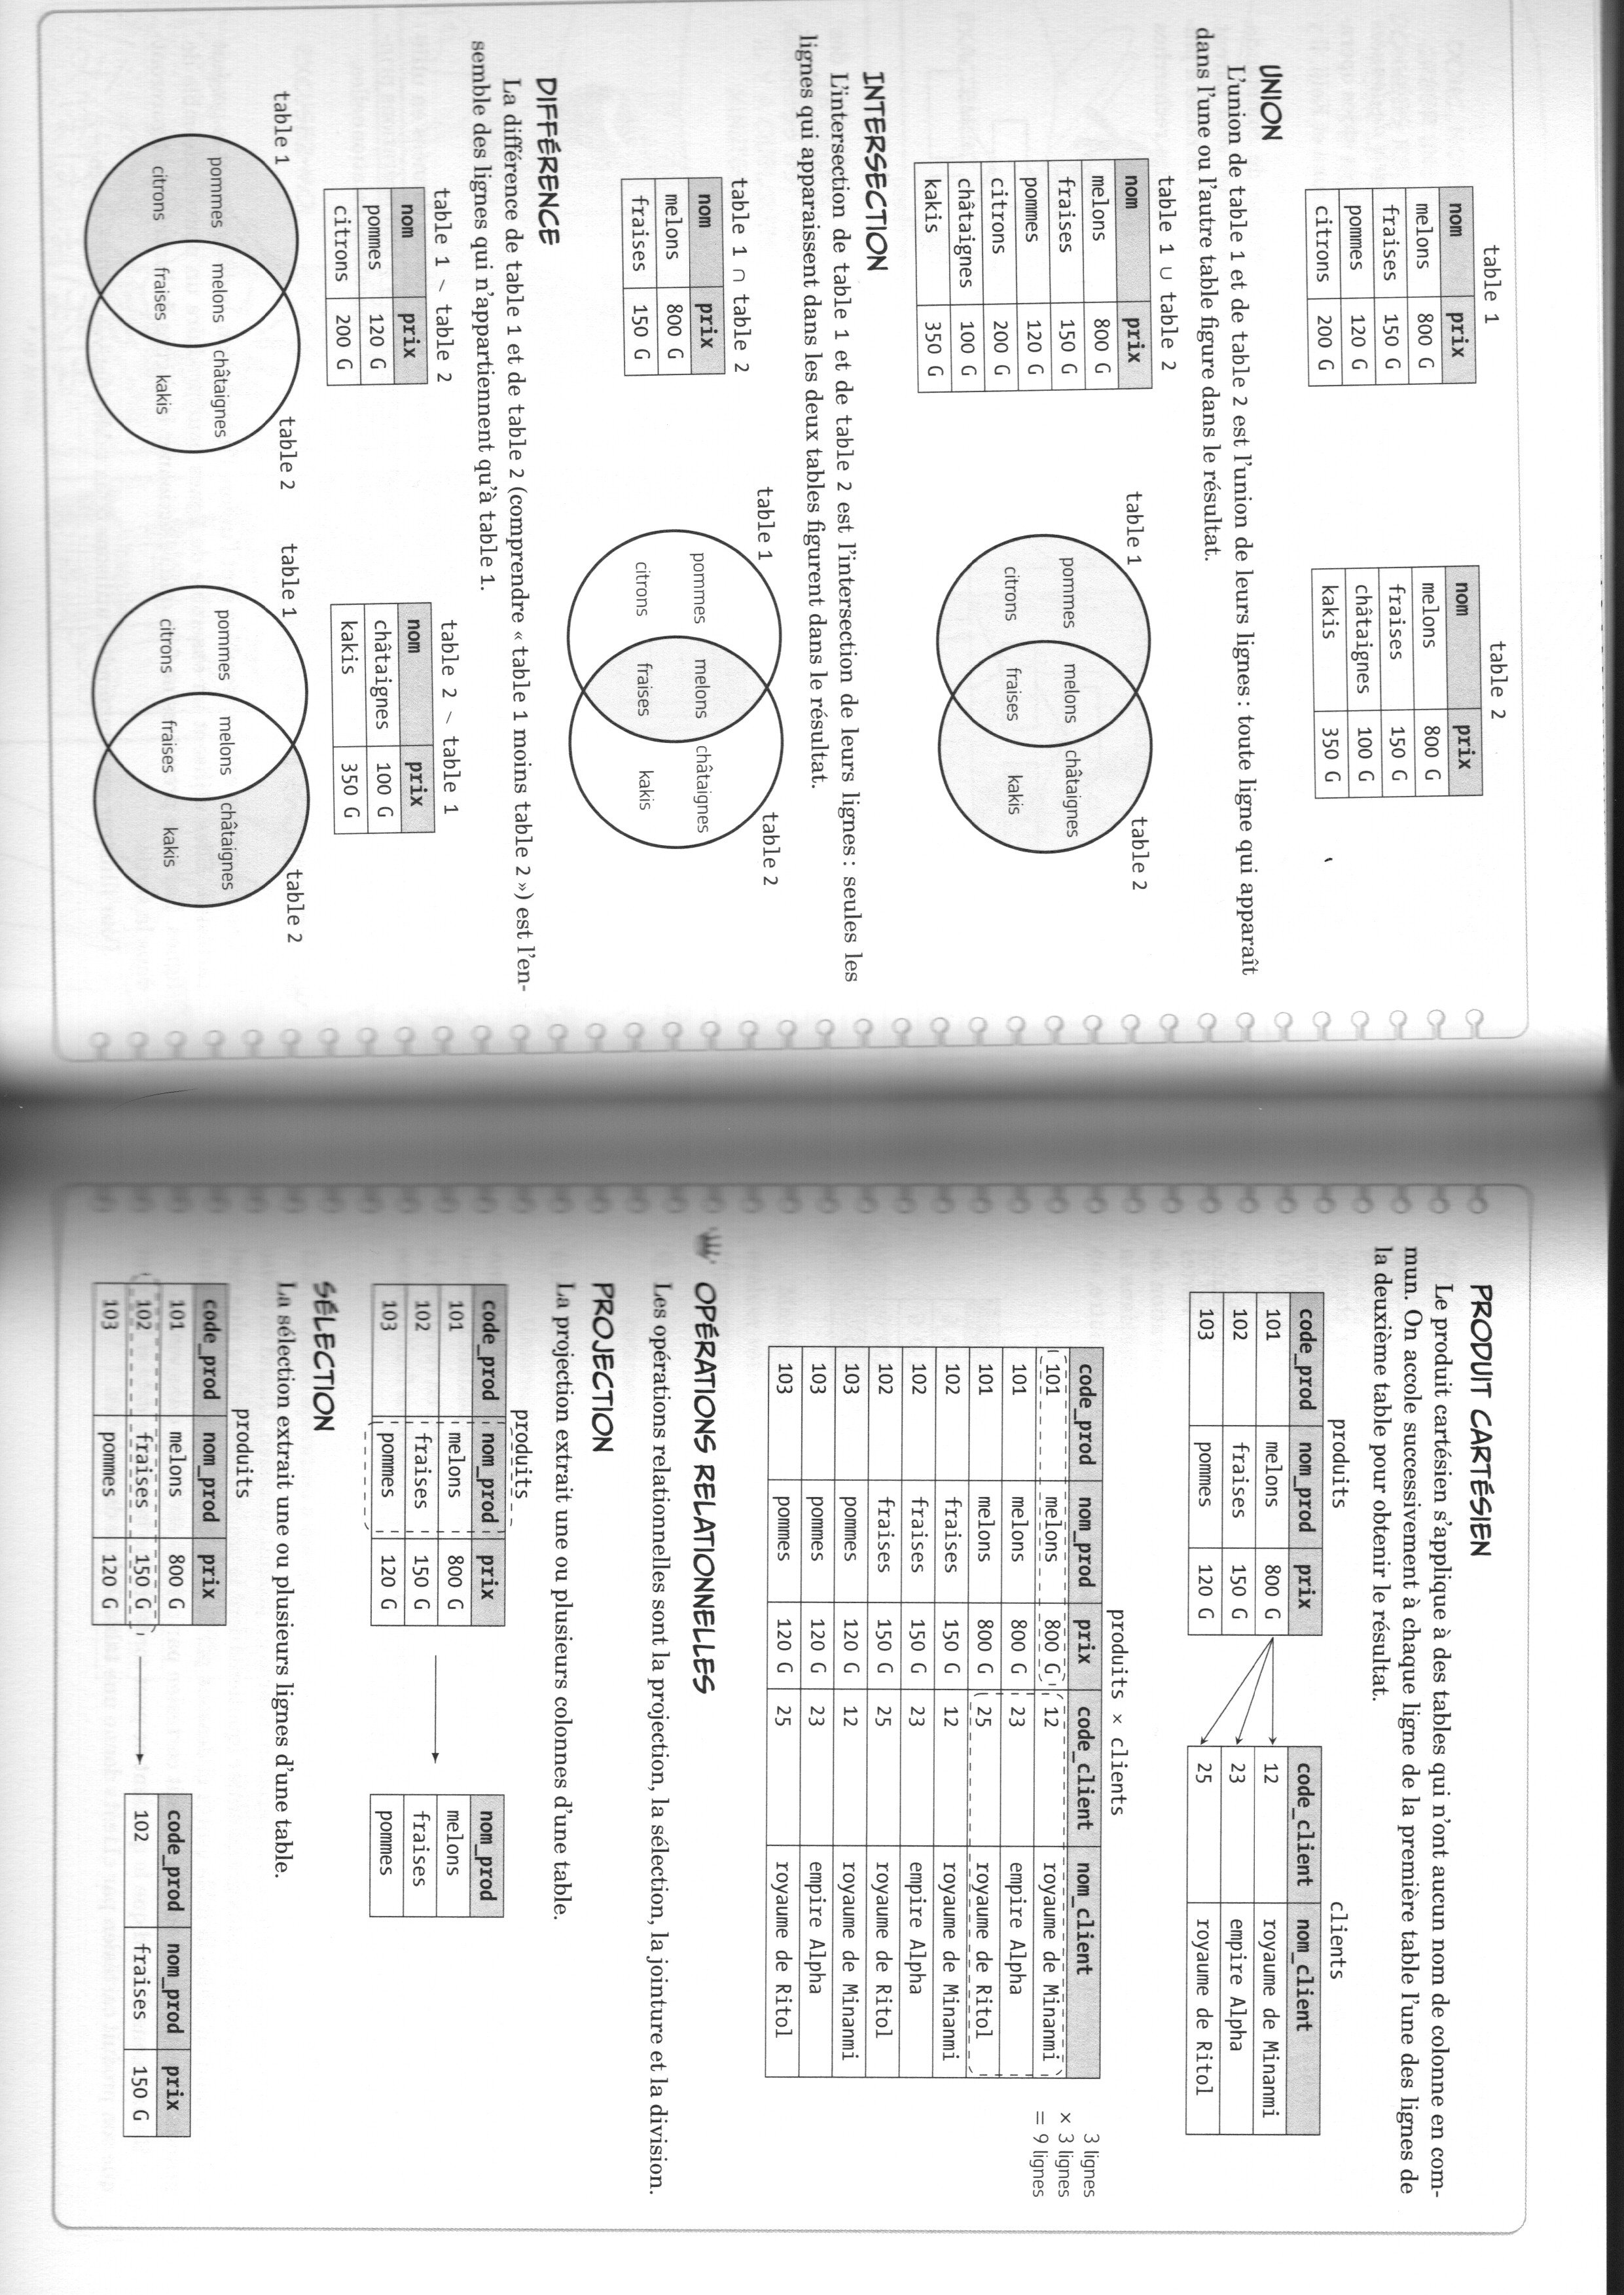 table 1
nom prix
melons 800 G
fraises 150 G
pommes 120 G
citrons 200 G
table 2
nom prix
melons 800 G
fraises 150 G
châtaignes 100 G
kakis 350 G
UNION
L'union de table 1 et de table 2 est l'union de leurs lignes : toute ligne qui apparaît
dans l'une ou l'autre table figure dans le résultat.
table 1 ∪ table 2
nom prix
melons 800 G
fraises 150 G
pommes 120 G
citrons 200 G
châtaignes 100 G
kakis 350 G
table 1 table 2
pommes melons châtaignes
citrons fraises kakis
INTERSECTION
L'intersection de table 1 et de table 2 est l'intersection de leurs lignes : seules les
lignes qui apparaissent dans les deux tables figurent dans le résultat.
table 1 ∩ table 2
nom prix
melons 800 G
fraises 150 G
table 1 table 2
pommes melons châtaignes
citrons fraises kakis
DIFFÉRENCE
La différence de table 1 et de table 2 (comprendre « table 1 moins table 2 ») est l'en-
semble des lignes qui n'appartiennent qu'à table 1.
table 1 ∖ table 2
nom prix
pommes 120 G
citrons 200 G
table 2 ∖ table 1
nom prix
châtaignes 100 G
kakis 350 G
table 1 table 2
pommes melons châtaignes
citrons fraises kakis
table 1 table 2
pommes melons châtaignes
citrons fraises kakis
PRODUIT CARTÉSIEN
Le produit cartésien s'applique à des tables qui n'ont aucun nom de colonne en com-
mun. On accole successivement à chaque ligne de la première table l'une des lignes de
la deuxième table pour obtenir le résultat.
produits
code_prod nom_prod prix
101 melons 800 G
102 fraises 150 G
103 pommes 120 G
clients
code_client nom_client
12 royaume de Minanmi
23 empire Alpha
25 royaume de Ritol
produits × clients
code_prod nom_prod prix code_client nom_client
101 melons 800 G 12 royaume de Minanmi
101 melons 800 G 23 empire Alpha
101 melons 800 G 25 royaume de Ritol
102 fraises 150 G 12 royaume de Minanmi
102 fraises 150 G 23 empire Alpha
102 fraises 150 G 25 royaume de Ritol
103 pommes 120 G 12 royaume de Minanmi
103 pommes 120 G 23 empire Alpha
103 pommes 120 G 25 royaume de Ritol
3 lignes
× 3 lignes
= 9 lignes
OPÉRATIONS RELATIONNELLES
Les opérations relationnelles sont la projection, la sélection, la jointure et la division.
PROJECTION
La projection extrait une ou plusieurs colonnes d'une table.
produits
code_prod nom_prod prix
101 melons 800 G
102 fraises 150 G
103 pommes 120 G
nom_prod
melons
fraises
pommes
SÉLECTION
La sélection extrait une ou plusieurs lignes d'une table.
produits
code_prod nom_prod prix
101 melons 800 G
102 fraises 150 G
103 pommes 120 G
code_prod nom_prod prix
102 fraises 150 G